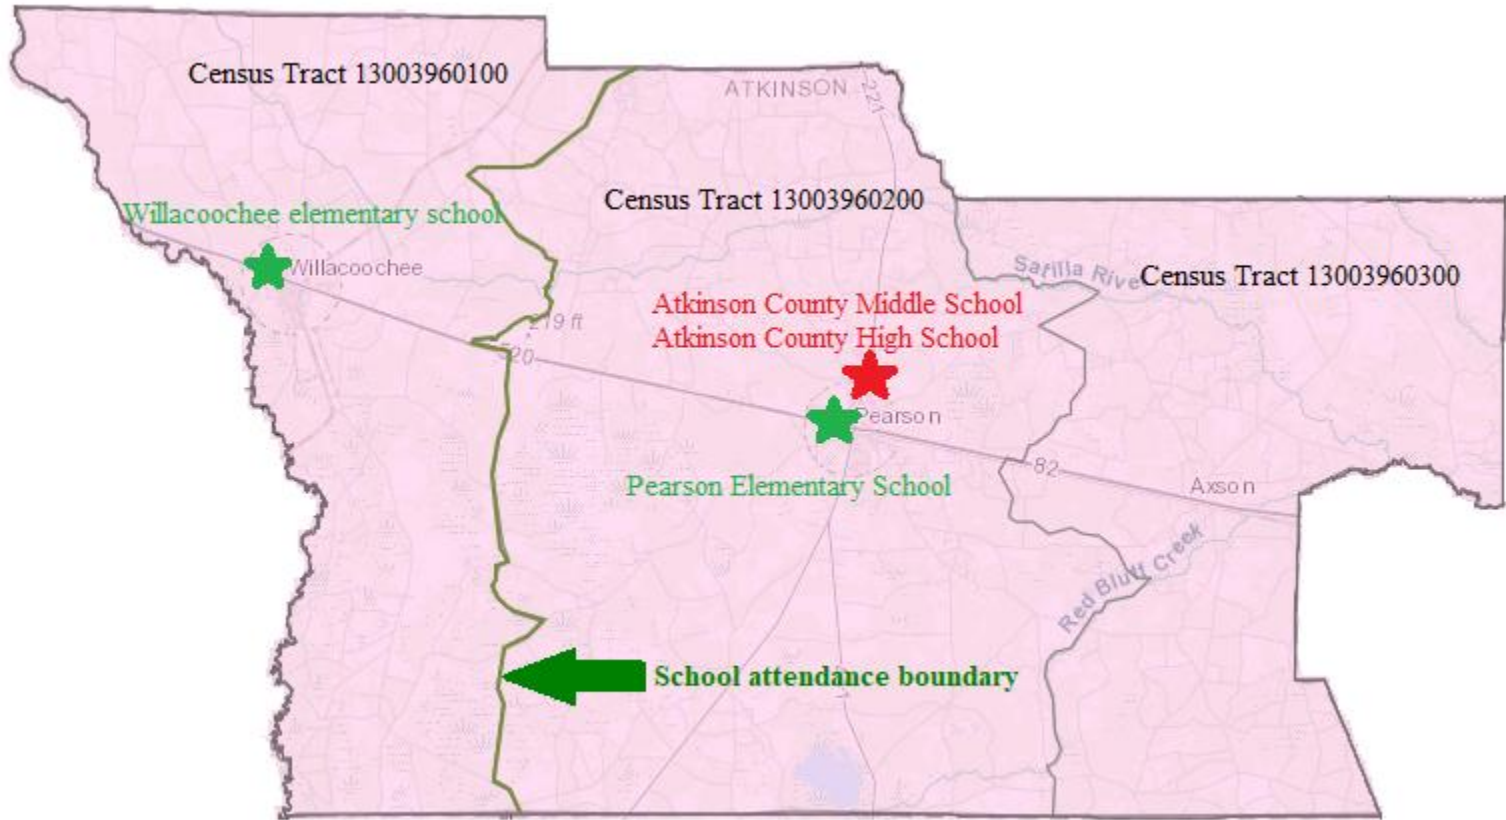 Census Tract 13003960100
ATKINSON
221
Census Tract 13003960200
Willacoochee elementary school
Willacoochee
Satilla River
Census Tract 13003960300
Atkinson County Middle School
219 ft
Atkinson County High School
520
Pearson
82
Axson
Pearson Elementary School
Red Bluff Creek
School attendance boundary